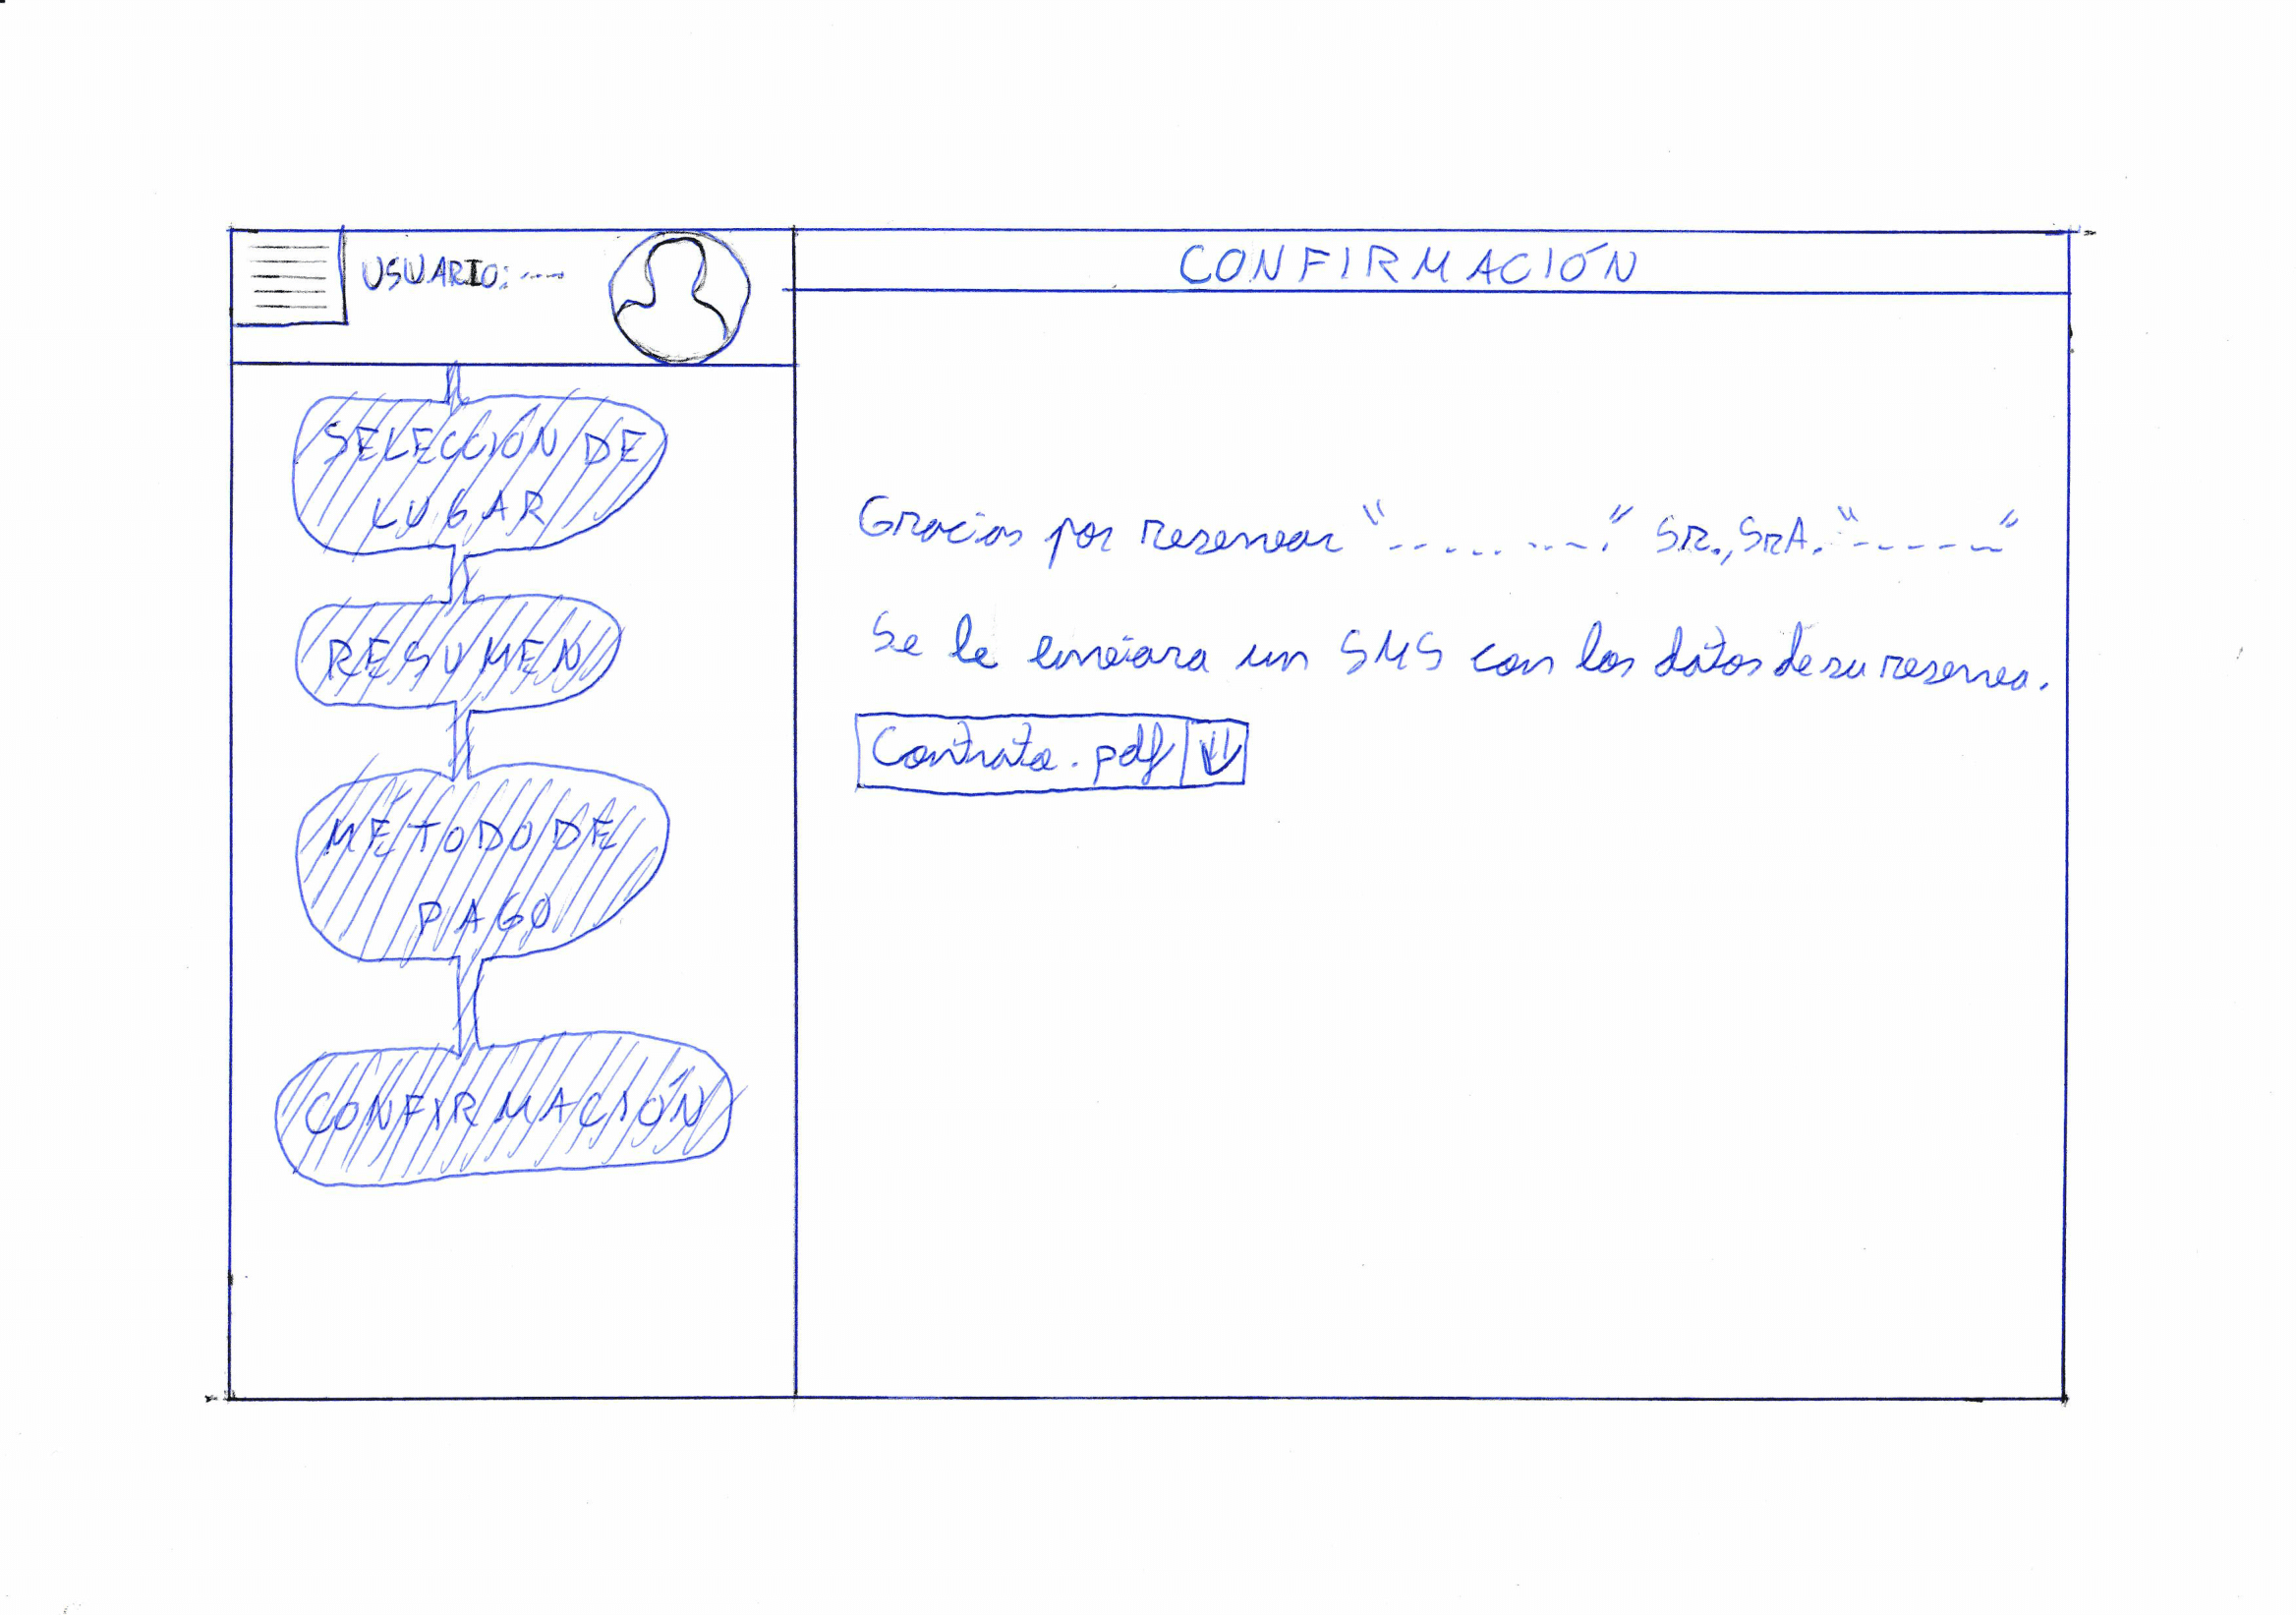 USUARIO: ----
CONFIRMACIÓN
SELECCIÓN DE
LUGAR
RESUMEN
MÉTODO DE
PAGO
CONFIRMACIÓN
Gracias por reservar "----------" SR.,SRA. "-----"
Se le enviara un SMS con los datos de su reserva.
Contrato.pdf